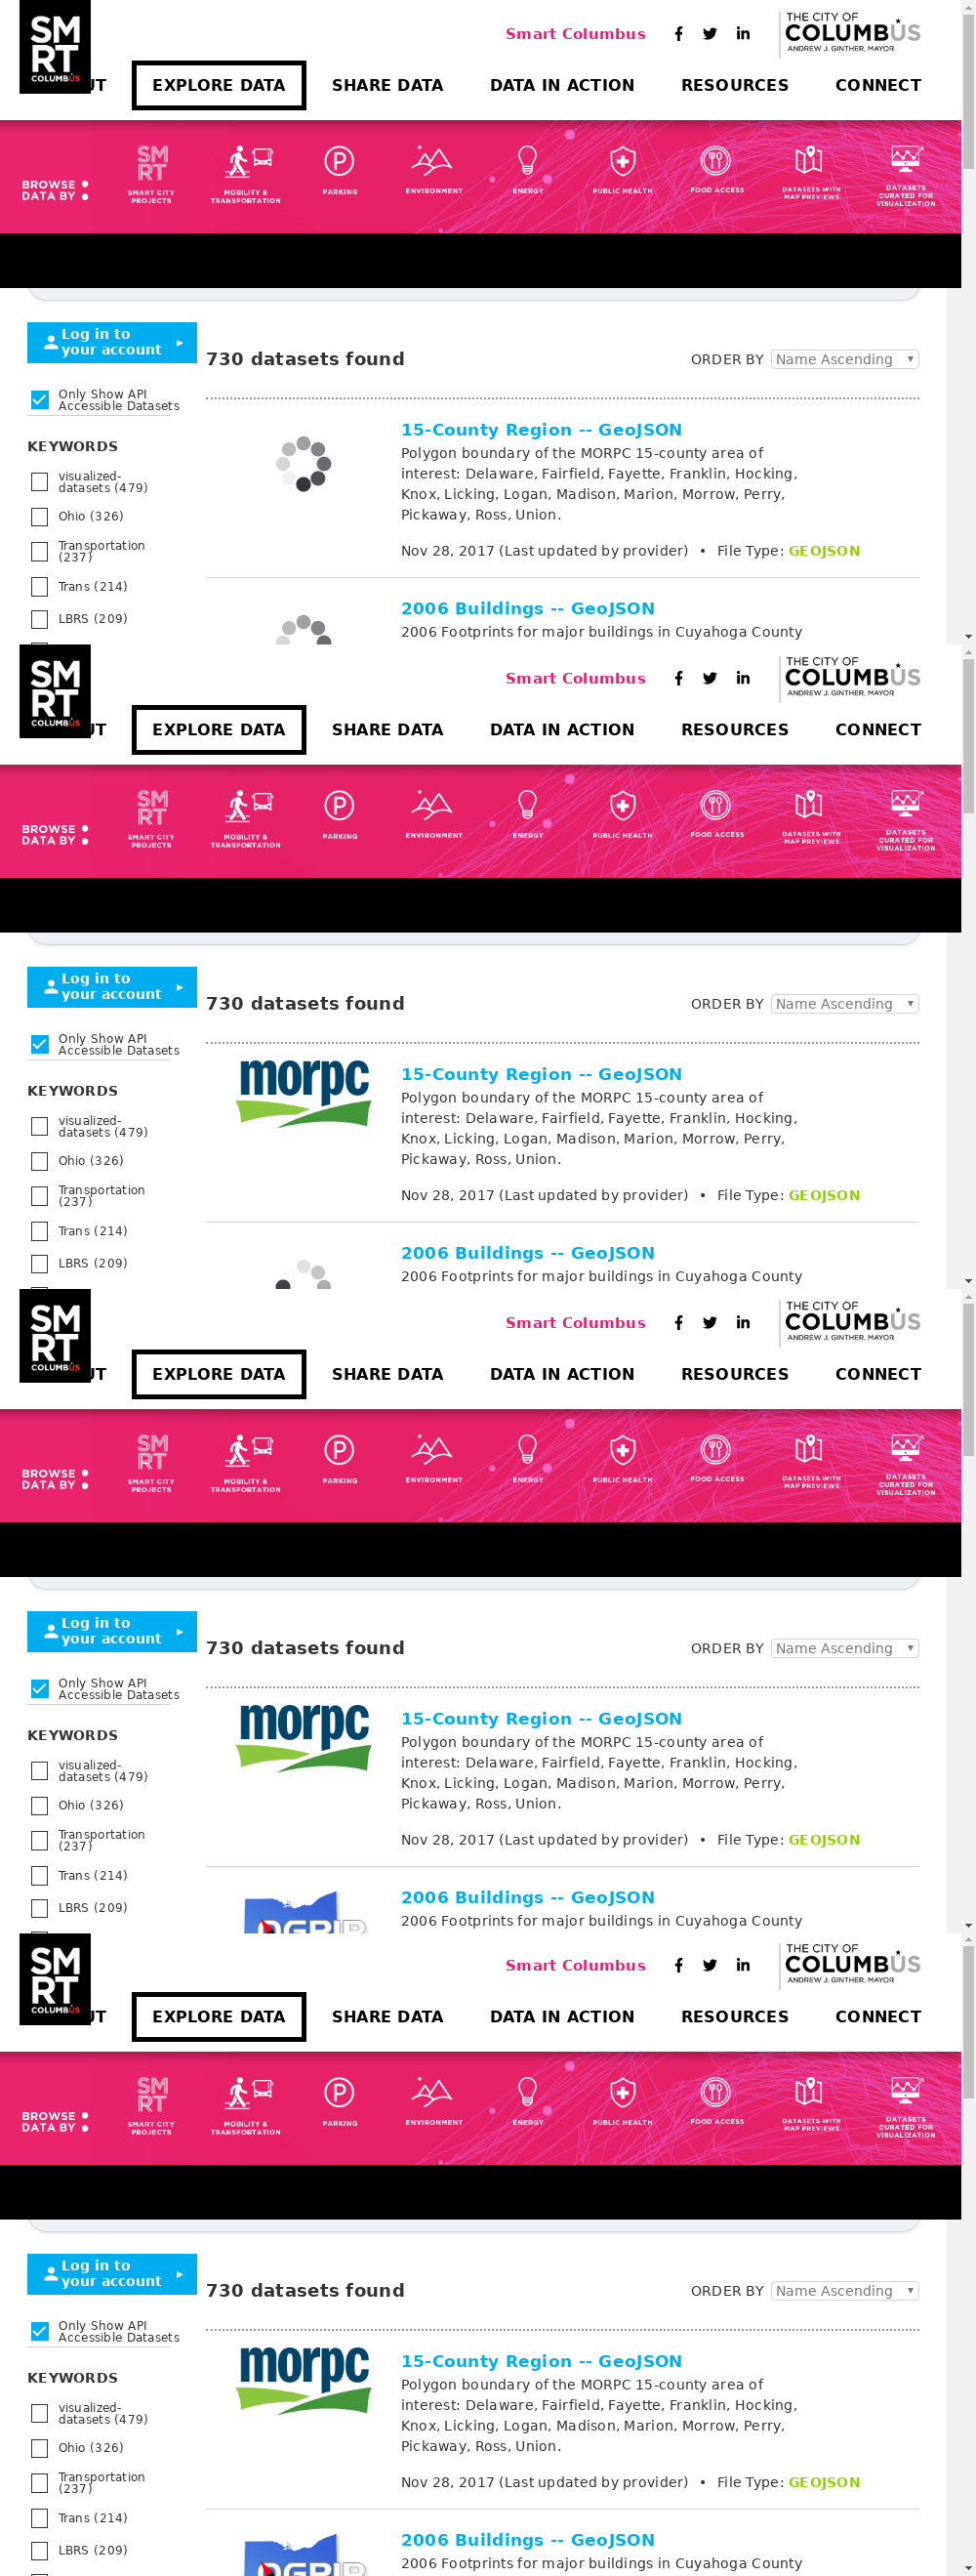 SM
RT
COLUMBUS
Smart Columbus
THE CITY OF
COLUMBUS
ANDREW J. GINTHER, MAYOR
UT
EXPLORE DATA
SHARE DATA
DATA IN ACTION
RESOURCES
CONNECT
BROWSE
DATA BY
SMRT
SMART CITY
PROJECTS
MOBILITY &
TRANSPORTATION
P
PARKING
ENVIRONMENT
ENERGY
PUBLIC HEALTH
FOOD ACCESS
DATASETS WITH
MAP PREVIEWS
DATASETS
CURATED FOR
VISUALIZATION
Log in to
your account
730 datasets found
ORDER BY Name Ascending
Only Show API
Accessible Datasets
KEYWORDS
visualized-
datasets (479)
Ohio (326)
Transportation
(237)
Trans (214)
LBRS (209)
15-County Region -- GeoJSON
Polygon boundary of the MORPC 15-county area of
interest: Delaware, Fairfield, Fayette, Franklin, Hocking,
Knox, Licking, Logan, Madison, Marion, Morrow, Perry,
Pickaway, Ross, Union.
Nov 28, 2017 (Last updated by provider) • File Type: GEOJSON
2006 Buildings -- GeoJSON
2006 Footprints for major buildings in Cuyahoga County
SM
RT
COLUMBUS
Smart Columbus
THE CITY OF
COLUMBUS
ANDREW J. GINTHER, MAYOR
UT
EXPLORE DATA
SHARE DATA
DATA IN ACTION
RESOURCES
CONNECT
BROWSE
DATA BY
SMRT
SMART CITY
PROJECTS
MOBILITY &
TRANSPORTATION
P
PARKING
ENVIRONMENT
ENERGY
PUBLIC HEALTH
FOOD ACCESS
DATASETS WITH
MAP PREVIEWS
DATASETS
CURATED FOR
VISUALIZATION
Log in to
your account
730 datasets found
ORDER BY Name Ascending
Only Show API
Accessible Datasets
KEYWORDS
visualized-
datasets (479)
Ohio (326)
Transportation
(237)
Trans (214)
LBRS (209)
morpc
15-County Region -- GeoJSON
Polygon boundary of the MORPC 15-county area of
interest: Delaware, Fairfield, Fayette, Franklin, Hocking,
Knox, Licking, Logan, Madison, Marion, Morrow, Perry,
Pickaway, Ross, Union.
Nov 28, 2017 (Last updated by provider) • File Type: GEOJSON
2006 Buildings -- GeoJSON
2006 Footprints for major buildings in Cuyahoga County
SM
RT
COLUMBUS
Smart Columbus
THE CITY OF
COLUMBUS
ANDREW J. GINTHER, MAYOR
UT
EXPLORE DATA
SHARE DATA
DATA IN ACTION
RESOURCES
CONNECT
BROWSE
DATA BY
SMRT
SMART CITY
PROJECTS
MOBILITY &
TRANSPORTATION
P
PARKING
ENVIRONMENT
ENERGY
PUBLIC HEALTH
FOOD ACCESS
DATASETS WITH
MAP PREVIEWS
DATASETS
CURATED FOR
VISUALIZATION
Log in to
your account
730 datasets found
ORDER BY Name Ascending
Only Show API
Accessible Datasets
KEYWORDS
visualized-
datasets (479)
Ohio (326)
Transportation
(237)
Trans (214)
LBRS (209)
morpc
15-County Region -- GeoJSON
Polygon boundary of the MORPC 15-county area of
interest: Delaware, Fairfield, Fayette, Franklin, Hocking,
Knox, Licking, Logan, Madison, Marion, Morrow, Perry,
Pickaway, Ross, Union.
Nov 28, 2017 (Last updated by provider) • File Type: GEOJSON
OGRIP
2006 Buildings -- GeoJSON
2006 Footprints for major buildings in Cuyahoga County
SM
RT
COLUMBUS
Smart Columbus
THE CITY OF
COLUMBUS
ANDREW J. GINTHER, MAYOR
UT
EXPLORE DATA
SHARE DATA
DATA IN ACTION
RESOURCES
CONNECT
BROWSE
DATA BY
SMRT
SMART CITY
PROJECTS
MOBILITY &
TRANSPORTATION
P
PARKING
ENVIRONMENT
ENERGY
PUBLIC HEALTH
FOOD ACCESS
DATASETS WITH
MAP PREVIEWS
DATASETS
CURATED FOR
VISUALIZATION
Log in to
your account
730 datasets found
ORDER BY Name Ascending
Only Show API
Accessible Datasets
KEYWORDS
visualized-
datasets (479)
Ohio (326)
Transportation
(237)
Trans (214)
LBRS (209)
morpc
15-County Region -- GeoJSON
Polygon boundary of the MORPC 15-county area of
interest: Delaware, Fairfield, Fayette, Franklin, Hocking,
Knox, Licking, Logan, Madison, Marion, Morrow, Perry,
Pickaway, Ross, Union.
Nov 28, 2017 (Last updated by provider) • File Type: GEOJSON
OGRIP
2006 Buildings -- GeoJSON
2006 Footprints for major buildings in Cuyahoga County